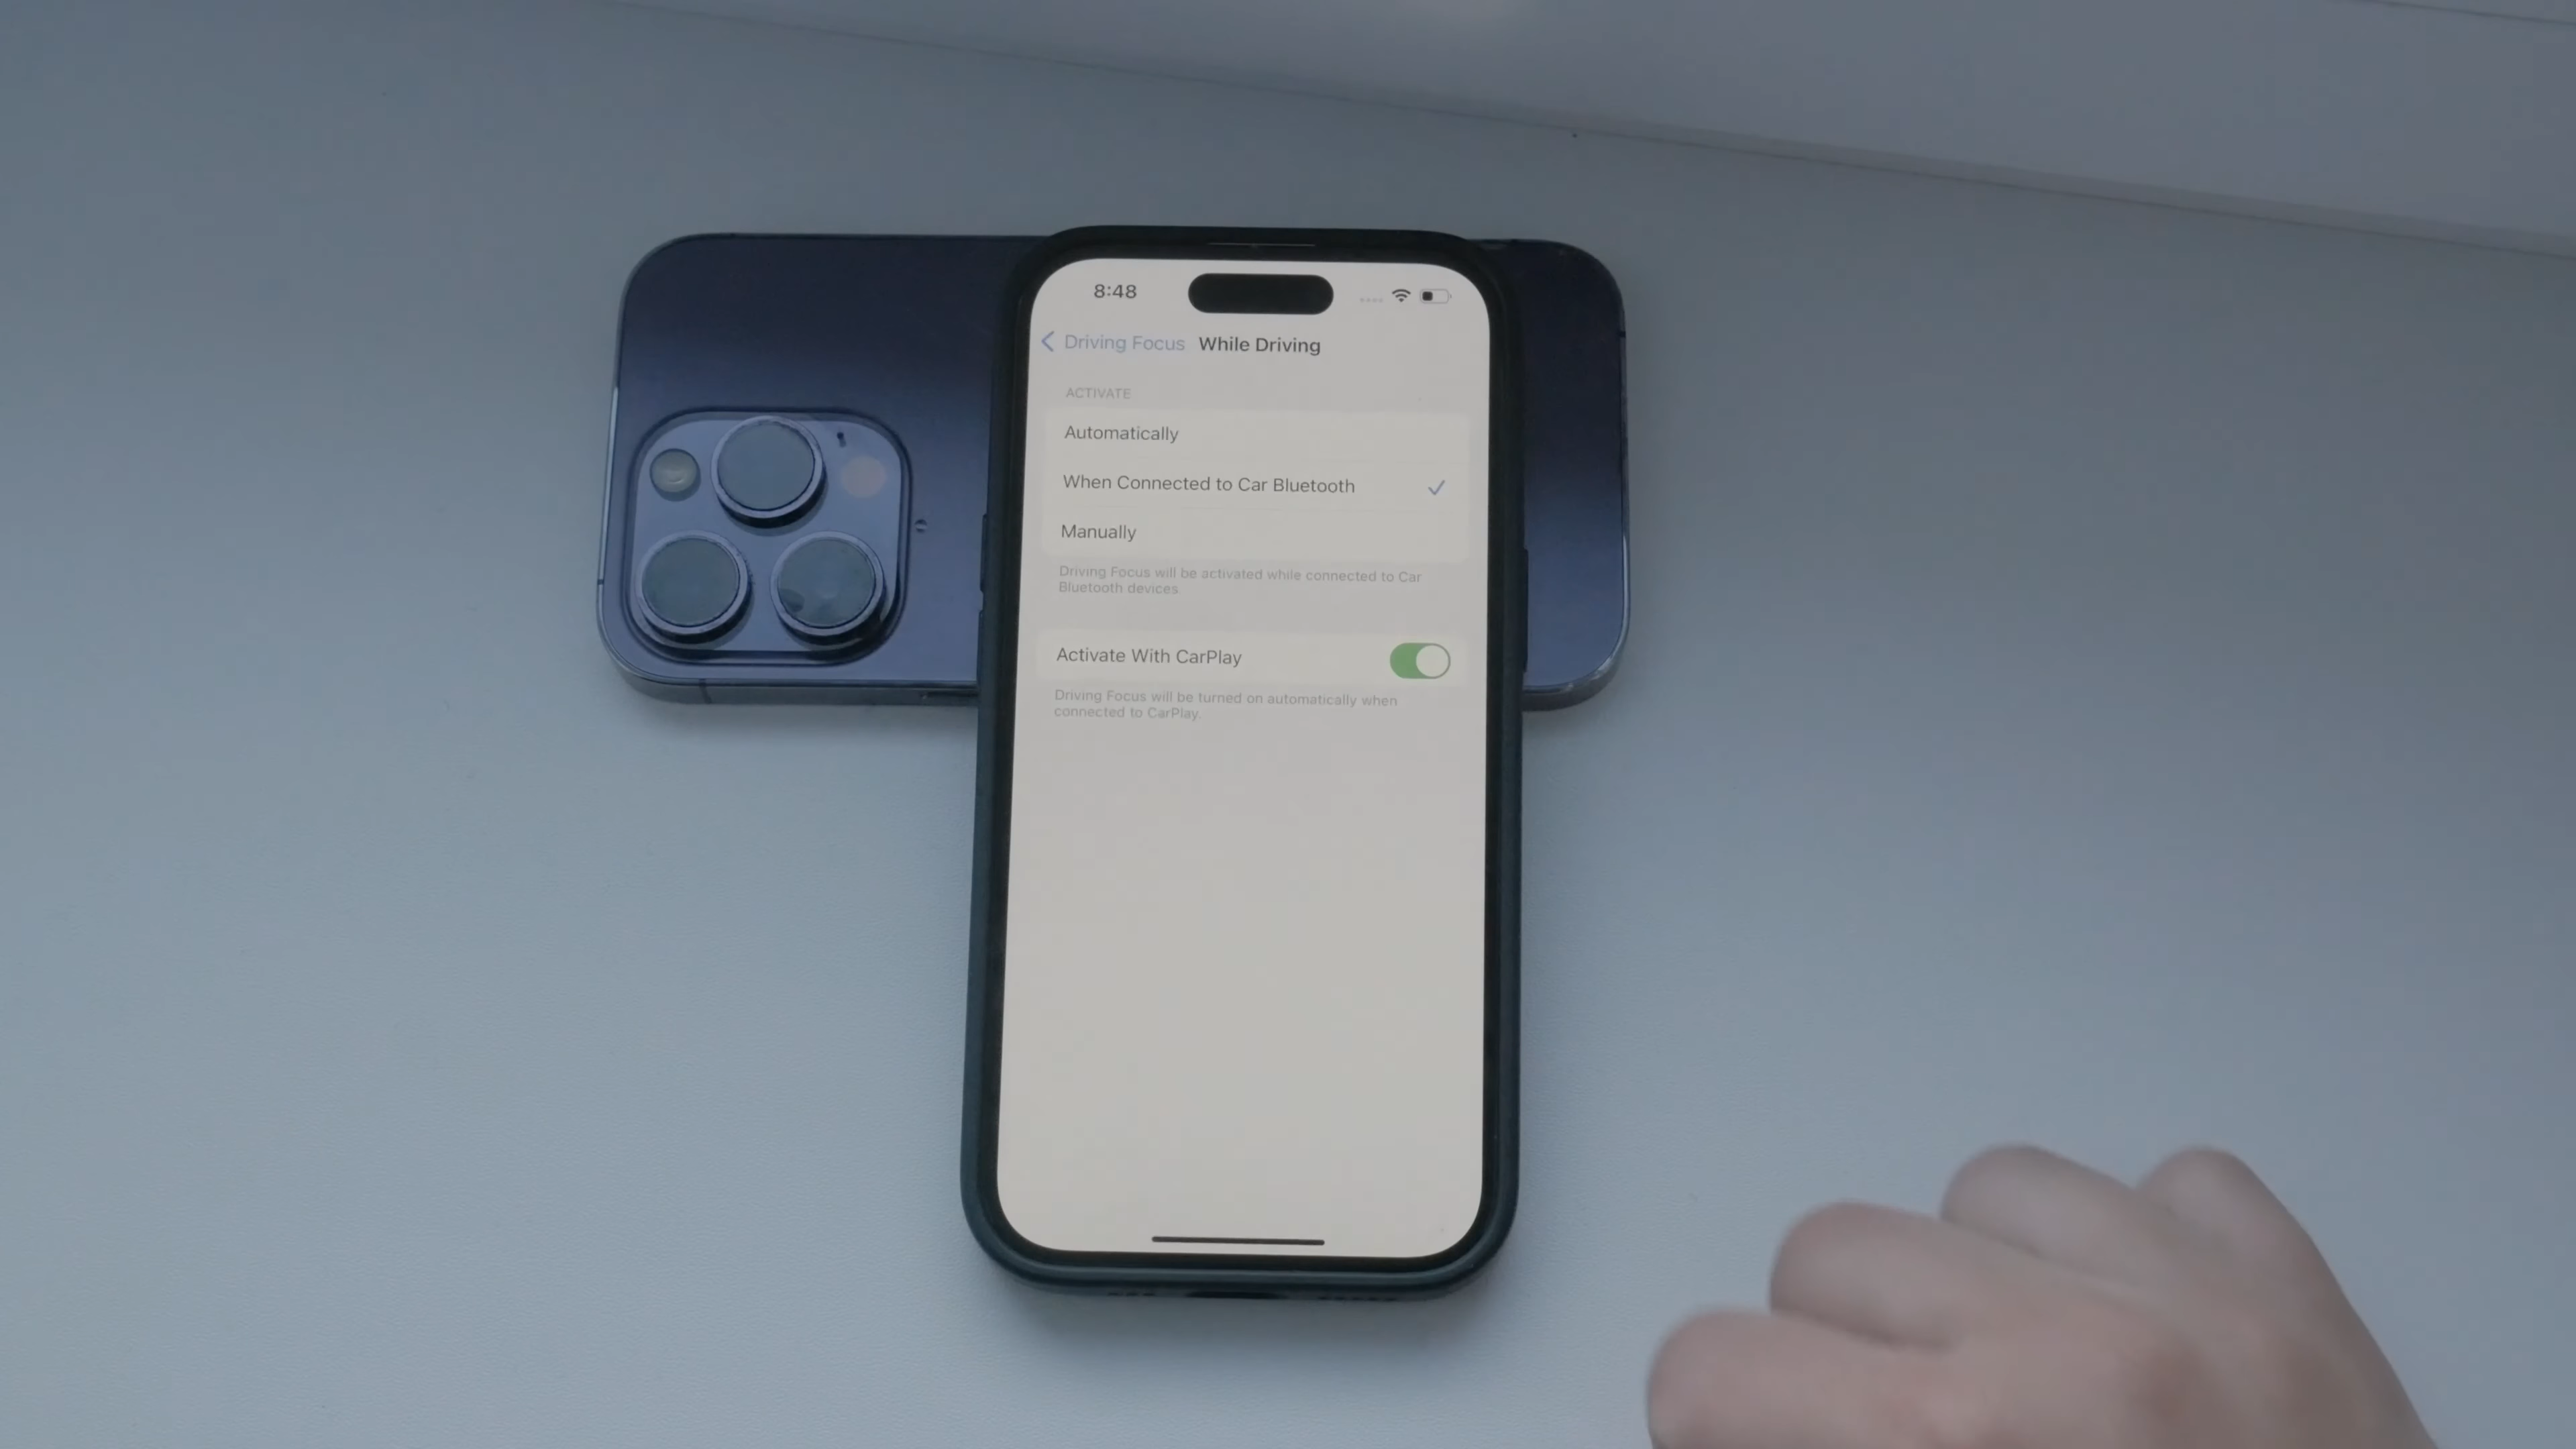 8:48
Driving Focus While Driving
ACTIVATE
Automatically
When Connected to Car Bluetooth
Manually
Driving Focus will be activated while connected to Car
Bluetooth devices
Activate With CarPlay
Driving Focus will be turned on automatically when
connected to CarPlay.